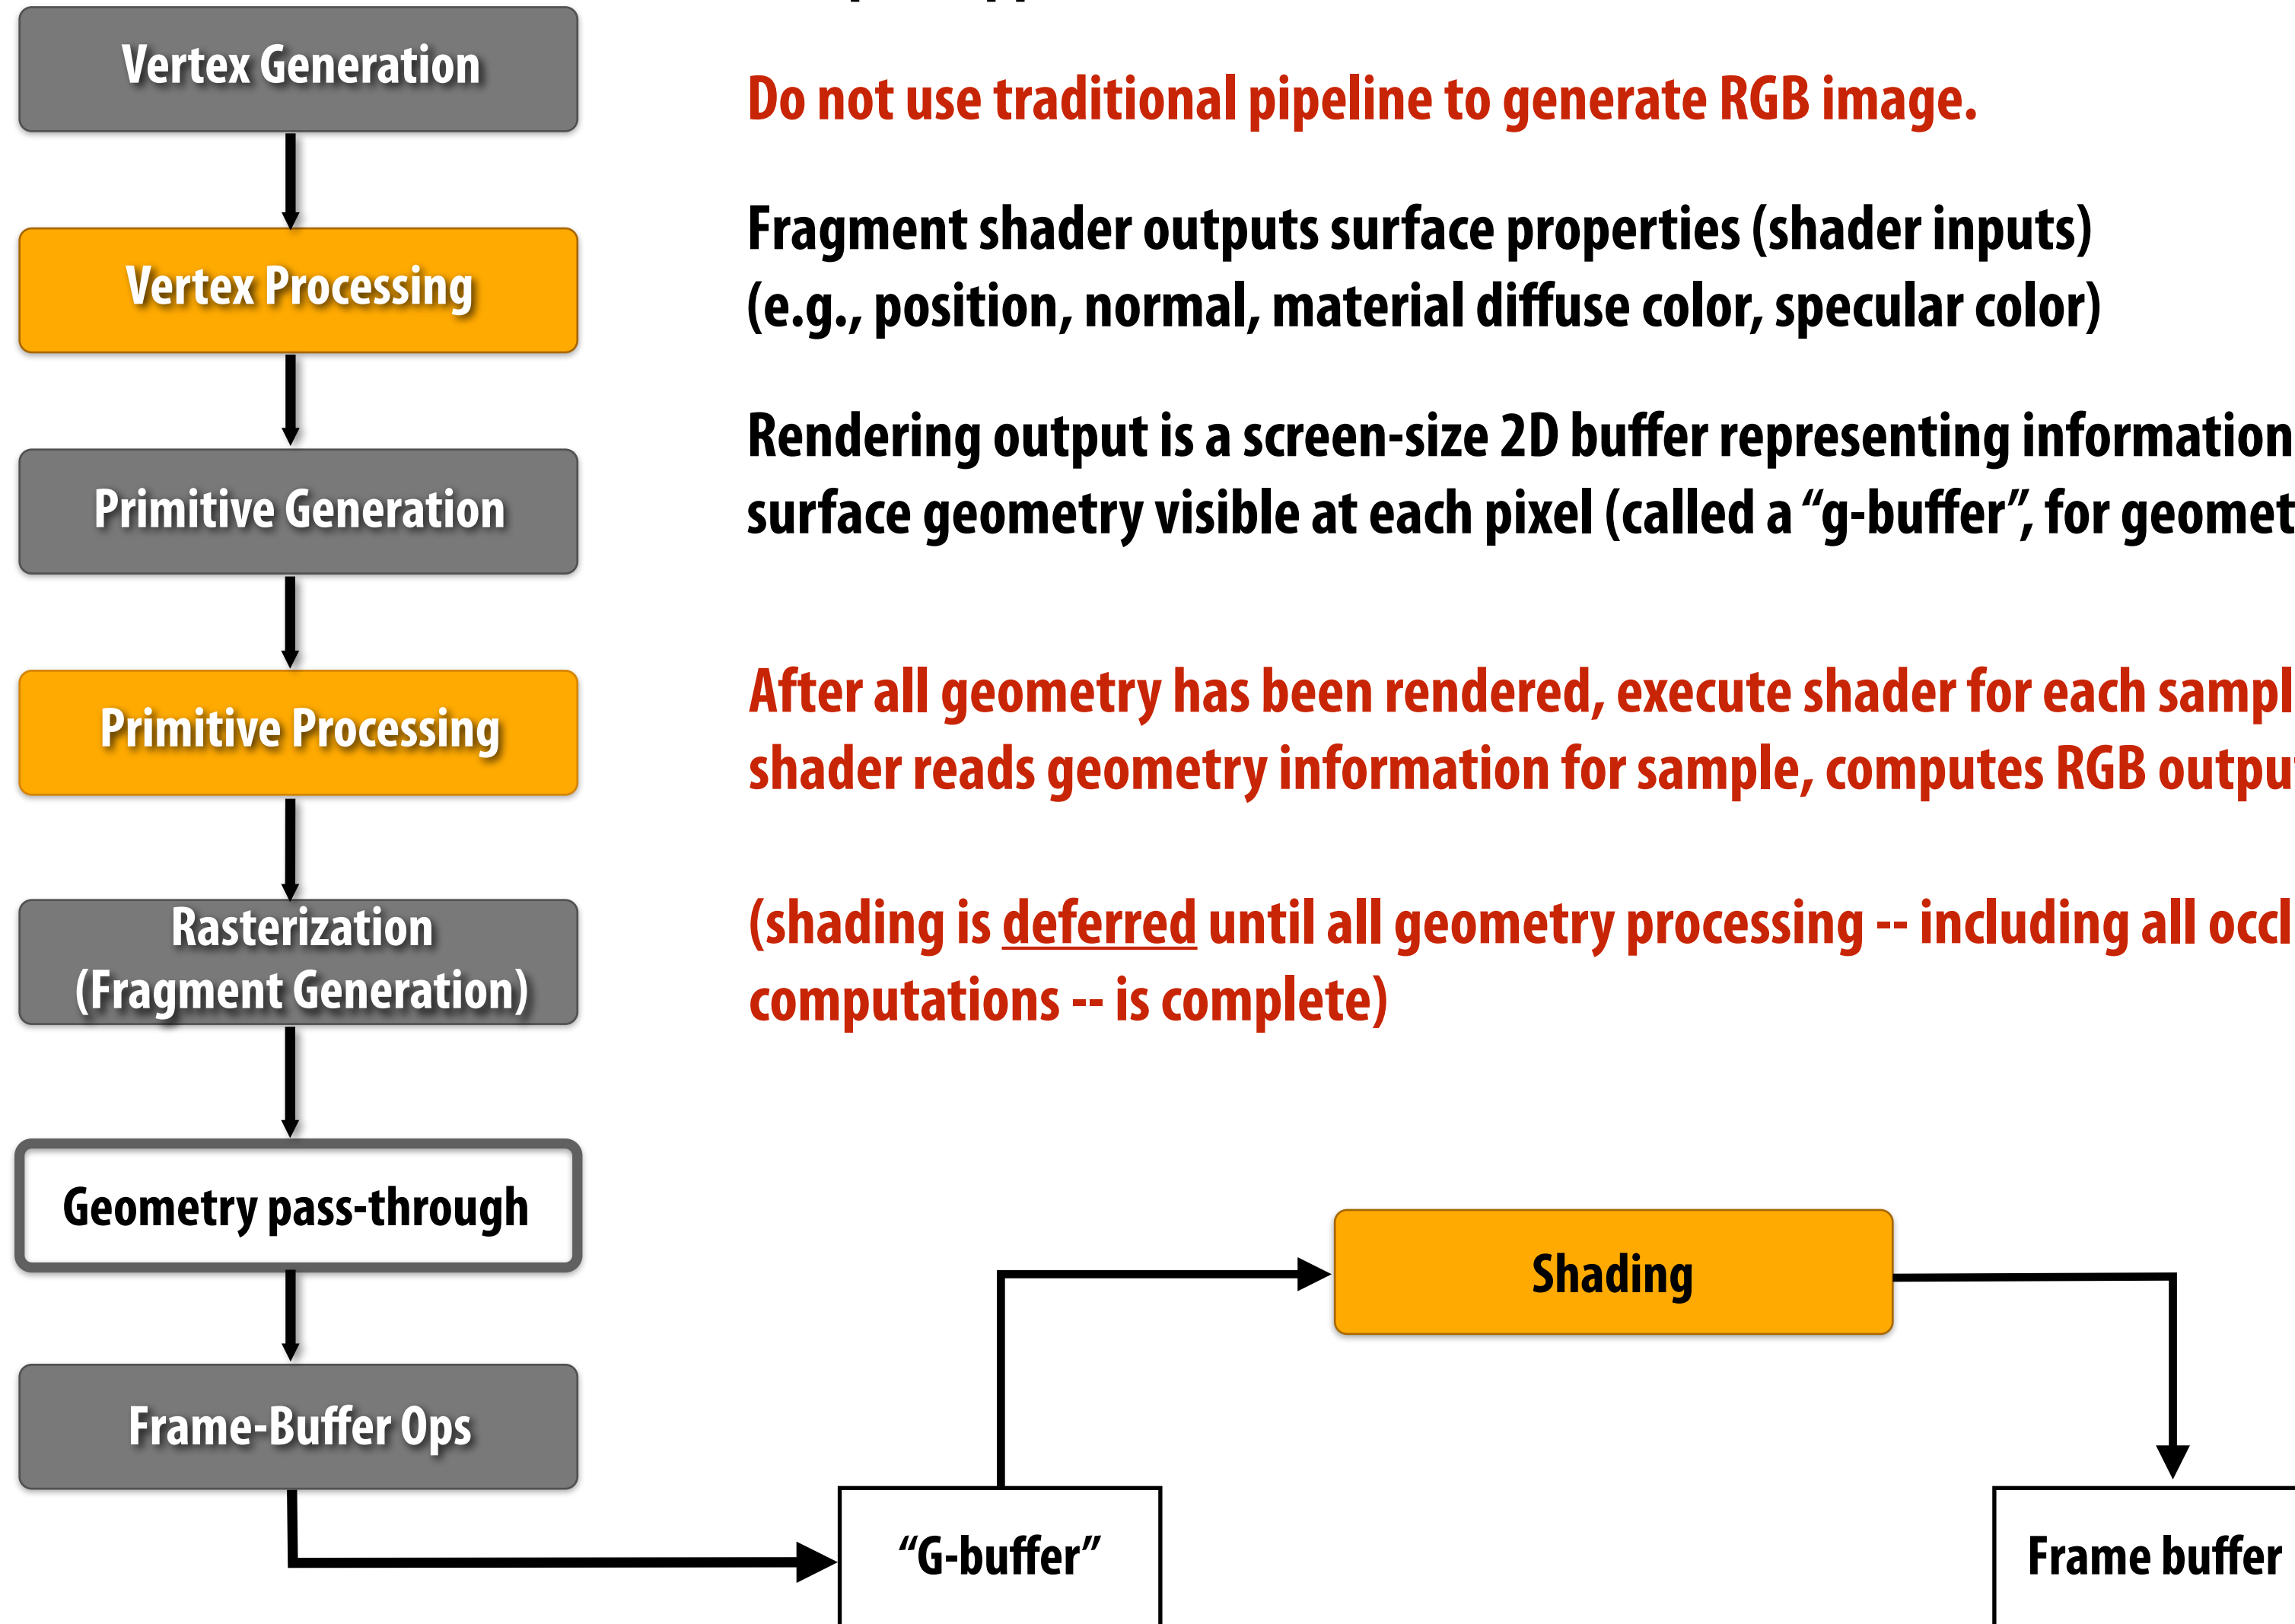 Vertex Generation
Vertex Processing
Primitive Generation
Primitive Processing
Rasterization
(Fragment Generation)
Geometry pass-through
Frame-Buffer Ops
Do not use traditional pipeline to generate RGB image.
Fragment shader outputs surface properties (shader inputs)
(e.g., position, normal, material diffuse color, specular color)
Rendering output is a screen-size 2D buffer representing information
surface geometry visible at each pixel (called a “g-buffer”, for geomet
After all geometry has been rendered, execute shader for each sampl
shader reads geometry information for sample, computes RGB output
(shading is deferred until all geometry processing -- including all occl
computations -- is complete)
Shading
“G-buffer”
Frame buffer